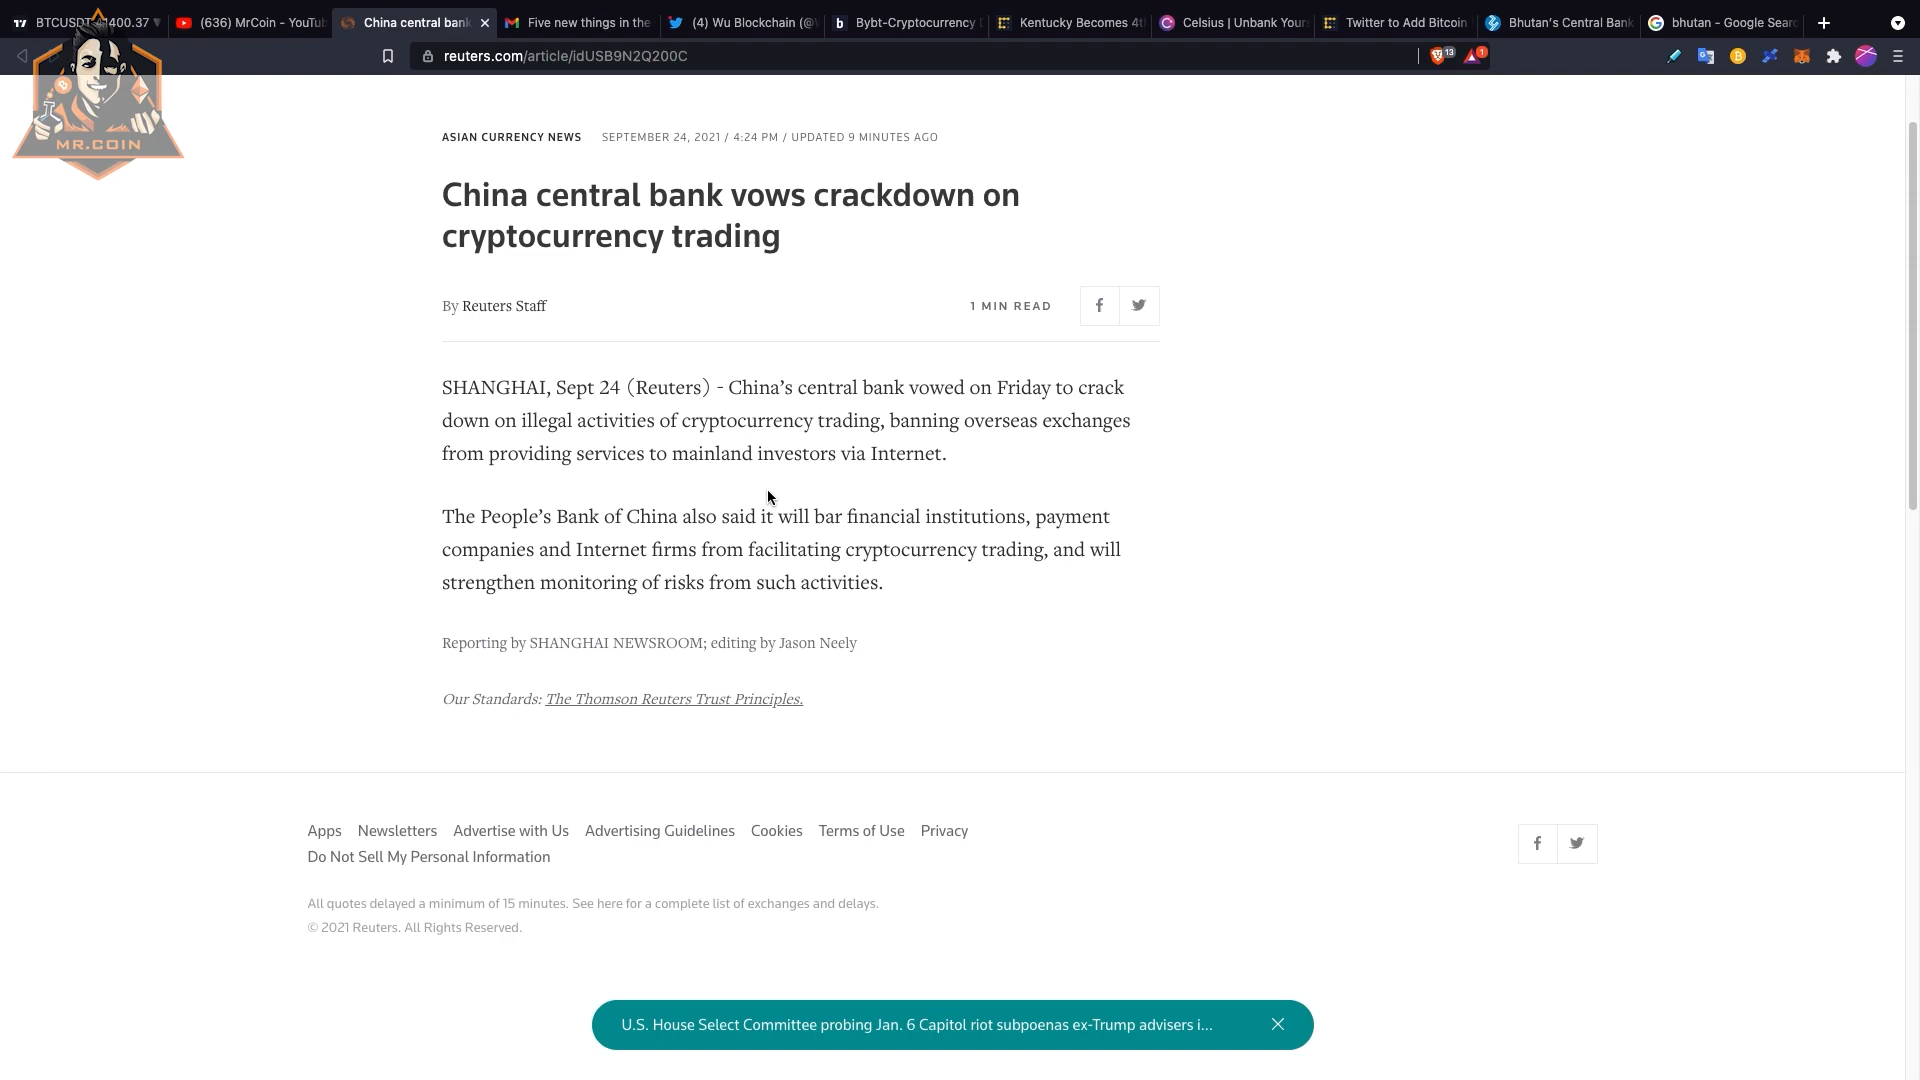 BTCUSDT 41400.37
(636) MrCoin - YouTub
China central bank
Five new things in the
(4) Wu Blockchain (@W
b Bybt-Cryptocurrency D
Kentucky Becomes 4th
Celsius | Unbank Yours
Twitter to Add Bitcoin
Bhutan's Central Bank
bhutan - Google Searc
reuters.com/article/idUSB9N2Q200C
13
1
MR.COIN
ASIAN CURRENCY NEWS SEPTEMBER 24, 2021 / 4:24 PM / UPDATED 9 MINUTES AGO
China central bank vows crackdown on
cryptocurrency trading
By Reuters Staff
1 MIN READ
SHANGHAI, Sept 24 (Reuters) - China’s central bank vowed on Friday to crack
down on illegal activities of cryptocurrency trading, banning overseas exchanges
from providing services to mainland investors via Internet.
The People’s Bank of China also said it will bar financial institutions, payment
companies and Internet firms from facilitating cryptocurrency trading, and will
strengthen monitoring of risks from such activities.
Reporting by SHANGHAI NEWSROOM; editing by Jason Neely
Our Standards: The Thomson Reuters Trust Principles.
Apps Newsletters Advertise with Us Advertising Guidelines Cookies Terms of Use Privacy
Do Not Sell My Personal Information
All quotes delayed a minimum of 15 minutes. See here for a complete list of exchanges and delays.
© 2021 Reuters. All Rights Reserved.
U.S. House Select Committee probing Jan. 6 Capitol riot subpoenas ex-Trump advisers i...